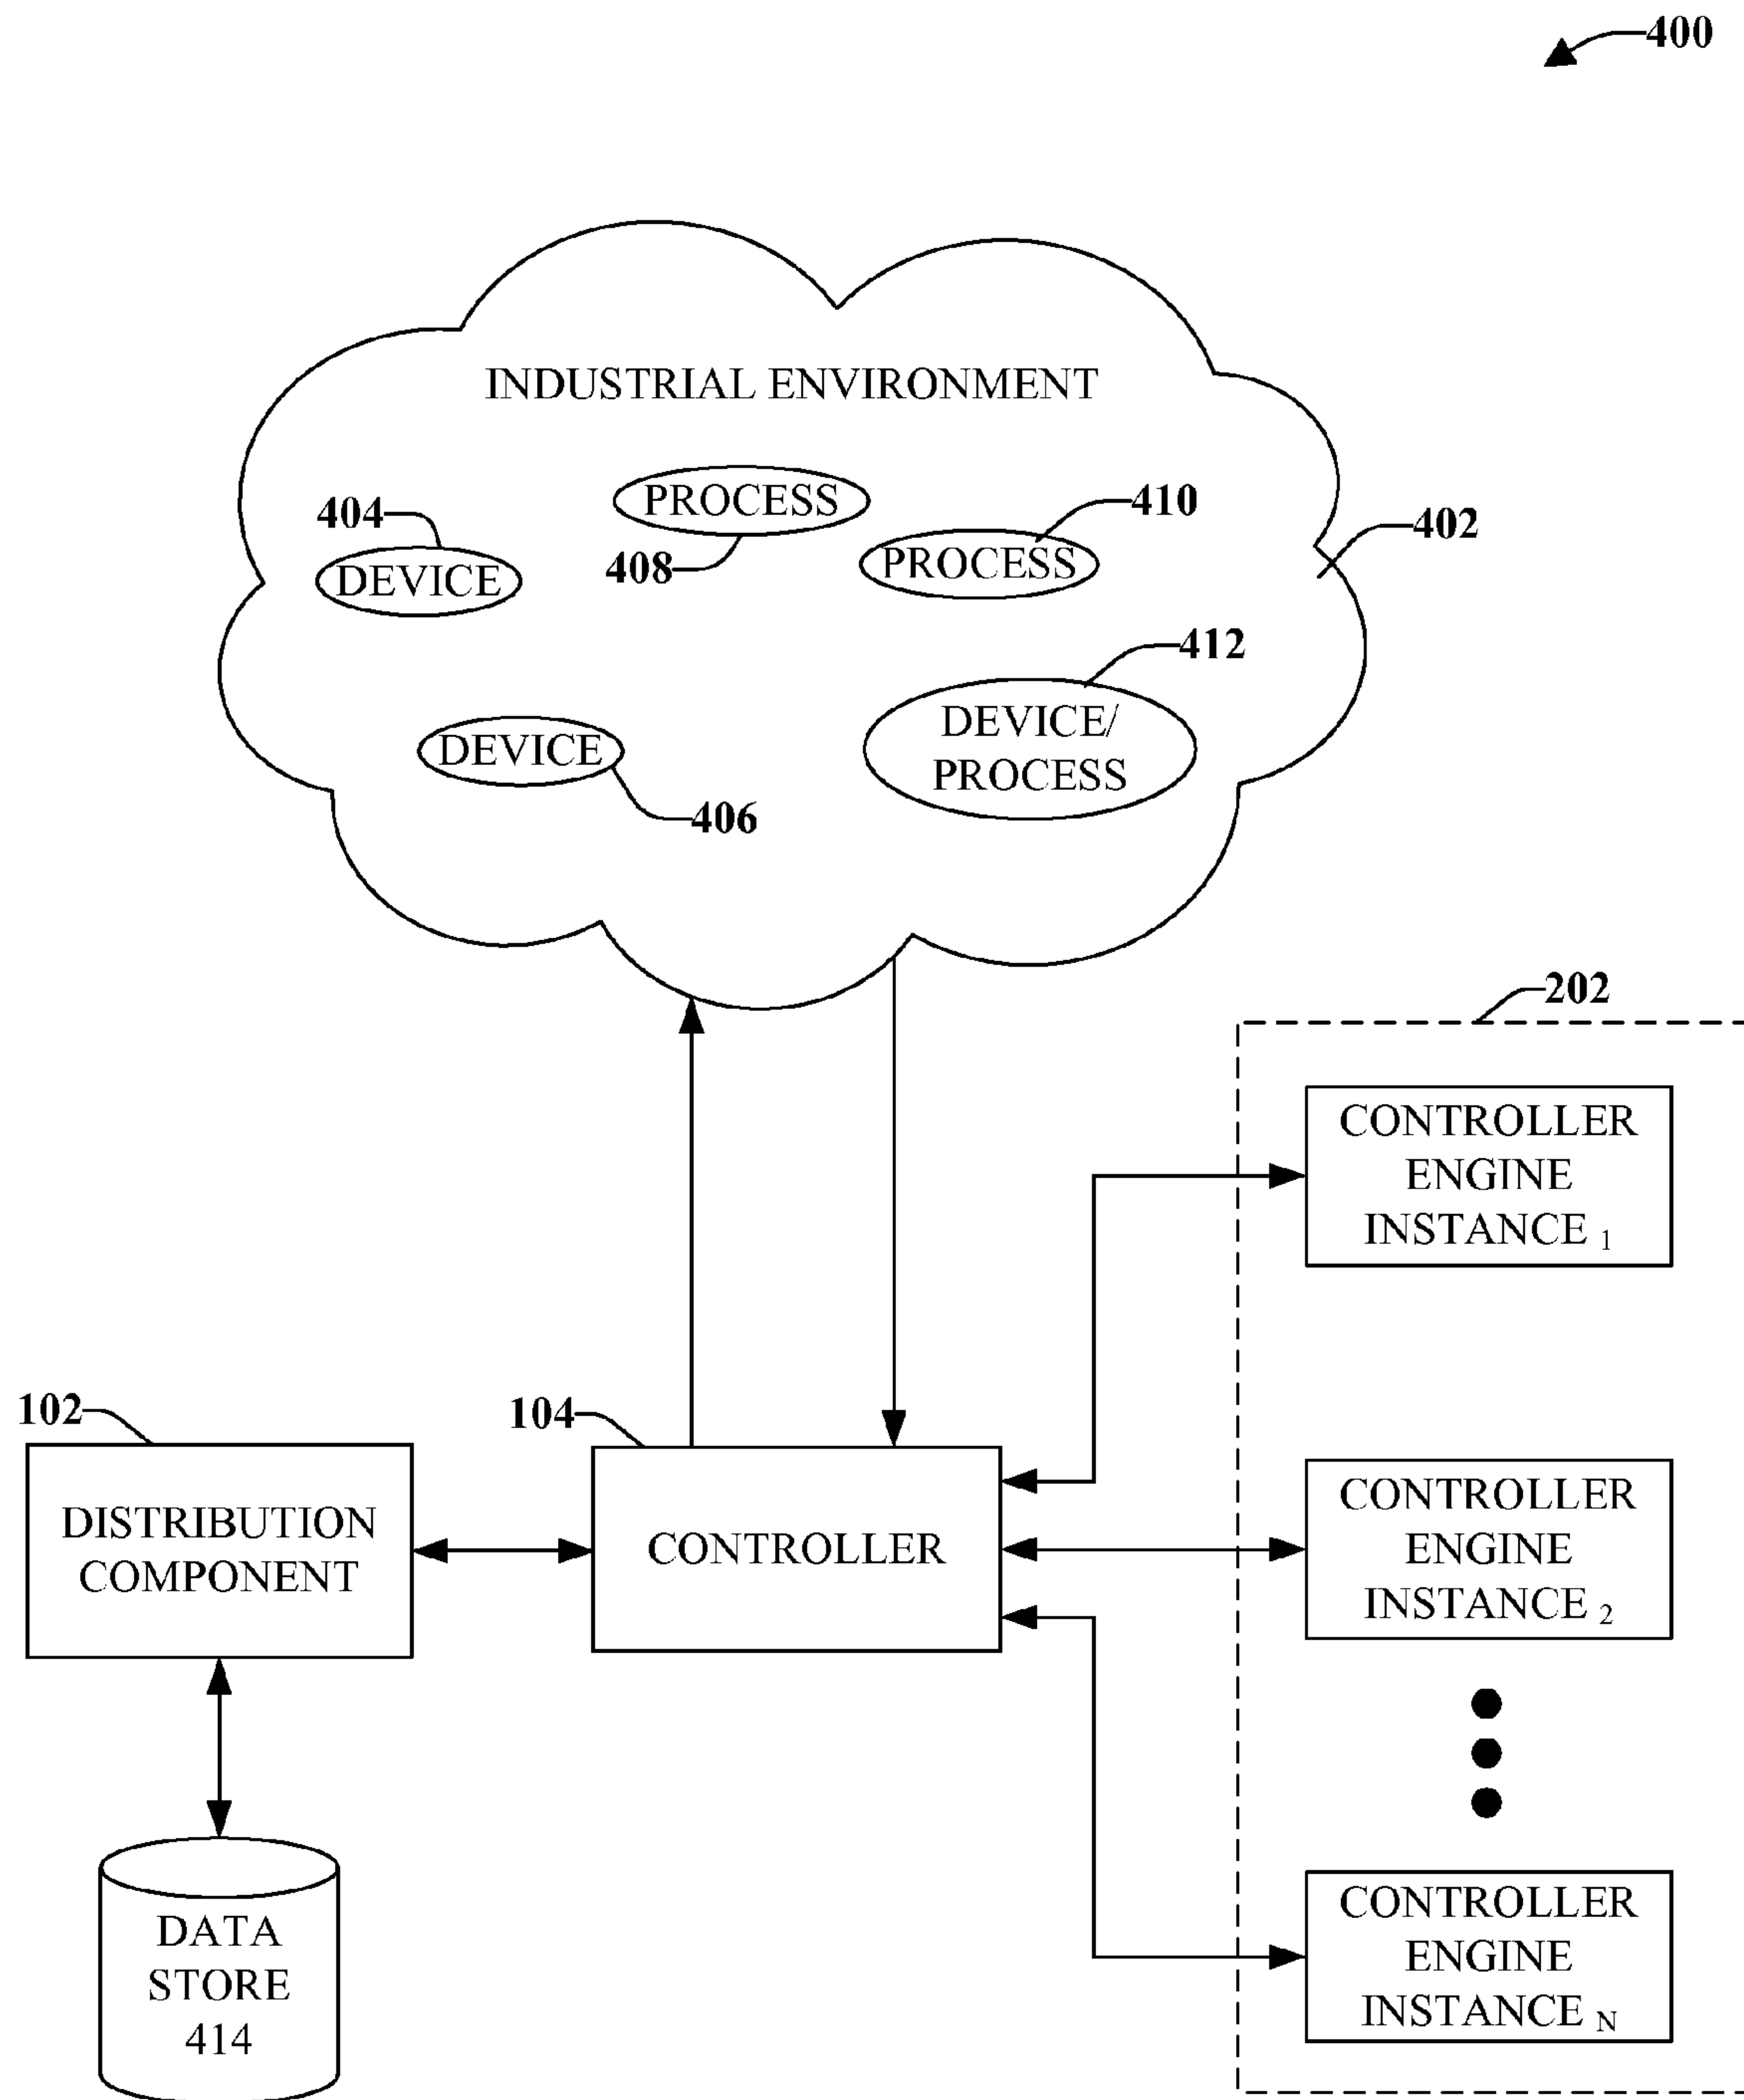 400
INDUSTRIAL ENVIRONMENT
404
PROCESS
410
402
408
PROCESS
DEVICE
412
DEVICE/
PROCESS
DEVICE
406
202
CONTROLLER
ENGINE
INSTANCE 1
102
104
DISTRIBUTION
COMPONENT
CONTROLLER
CONTROLLER
ENGINE
INSTANCE 2
DATA
STORE
414
CONTROLLER
ENGINE
INSTANCE N